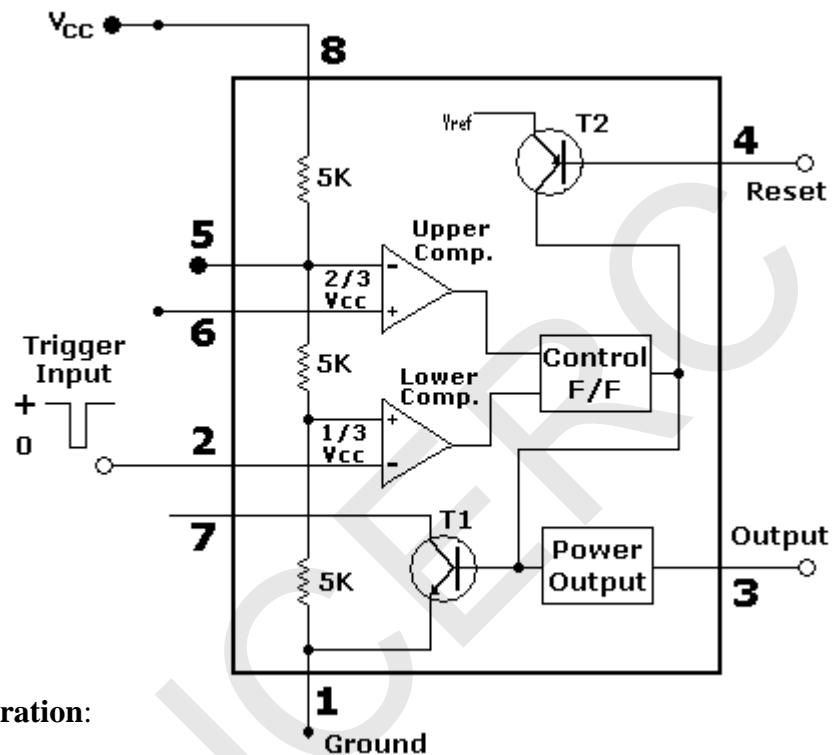 VCC
8
Vref
T2
4
Reset
5K
5
Upper
Comp.
-
2/3
Vcc
+
6
Trigger
Input
+
0
5K
Control
F/F
Lower
Comp.
+
1/3
Vcc
-
2
7
T1
Output
Power
Output
3
5K
1
ration:
Ground
ICERC